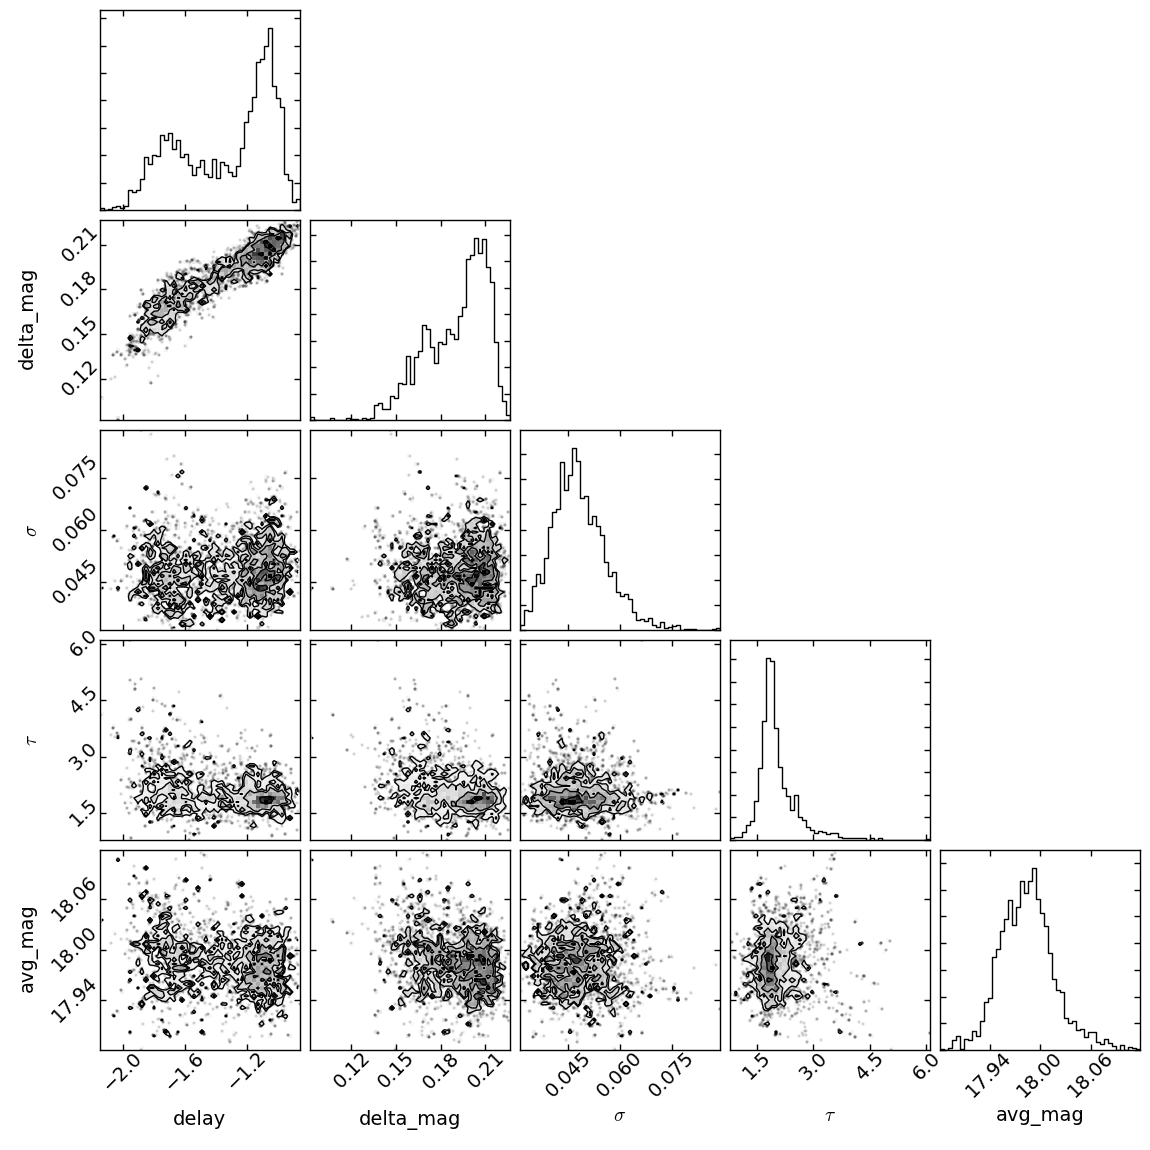 0.21
0.18
0.15
0.12
delta_mag
0.075
0.060
0.045
σ
6.0
4.5
3.0
1.5
τ
18.06
18.00
17.94
avg_mag
−2.0 −1.6 −1.2 0.12 0.15 0.18 0.21 0.045 0.060 0.075 1.5 3.0 4.5 6.0 17.94 18.00 18.06
delay delta_mag σ τ avg_mag